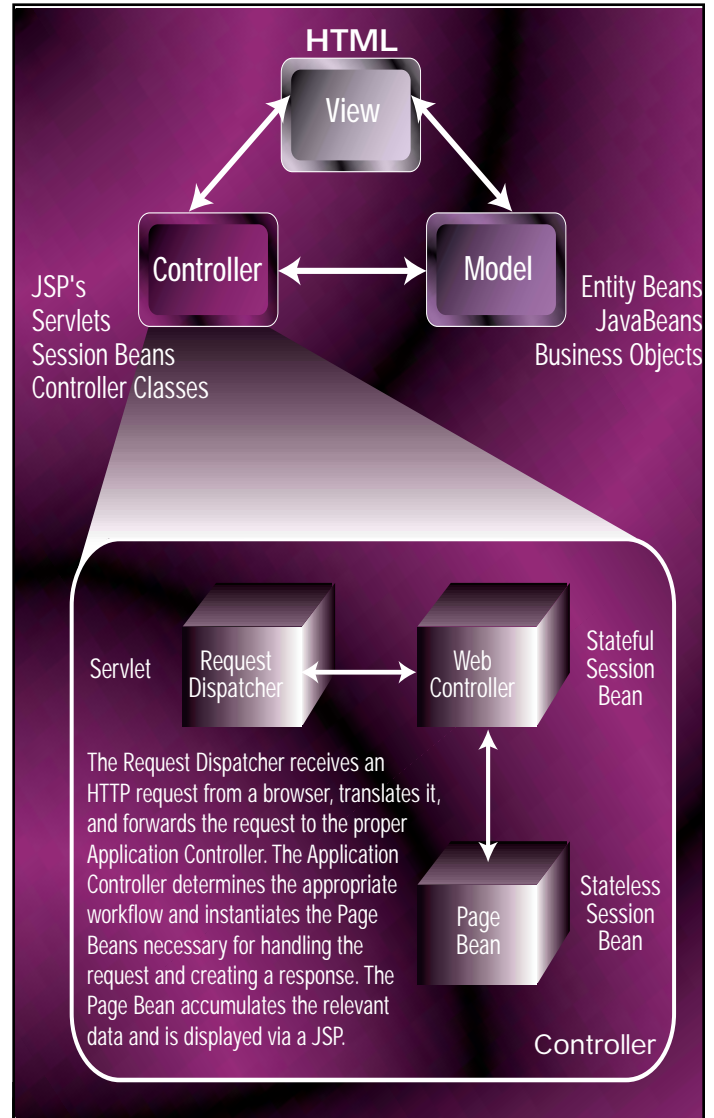 HTML
View
Controller
Model
JSP's
Servlets
Session Beans
Controller Classes
Entity Beans
JavaBeans
Business Objects
Servlet
Request
Dispatcher
Web
Controller
Stateful
Session
Bean
The Request Dispatcher receives an
HTTP request from a browser, translates it,
and forwards the request to the proper
Application Controller. The Application
Controller determines the appropriate
workflow and instantiates the Page
Beans necessary for handling the
request and creating a response. The
Page Bean accumulates the relevant
data and is displayed via a JSP.
Page
Bean
Stateless
Session
Bean
Controller